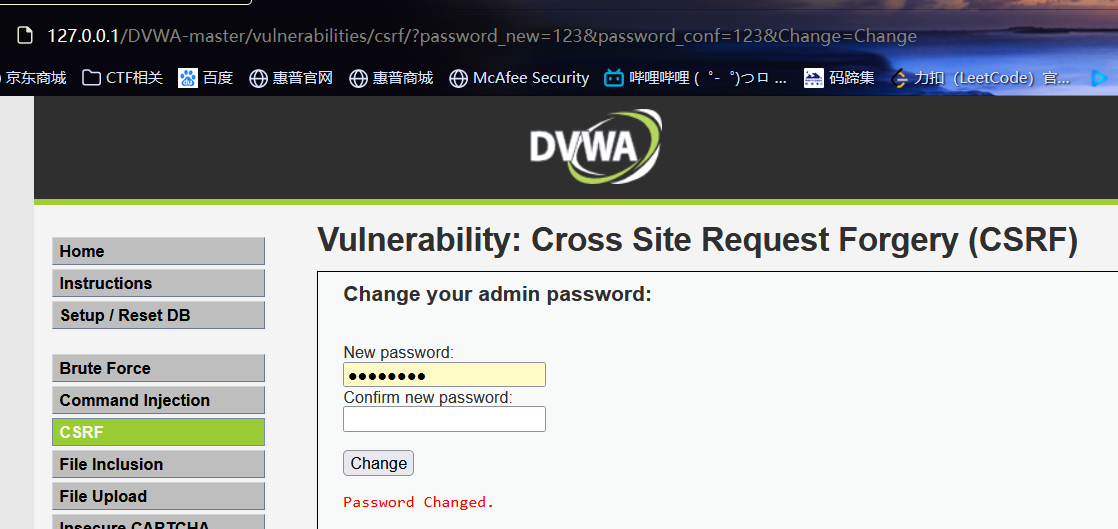 127.0.0.1/DVWA-master/vulnerabilities/csrf/?password_new=123&password_conf=123&Change=Change
京东商城 CTF相关 百度 惠普官网 惠普商城 McAfee Security 哔哩哔哩 ( ゜- ゜)つロ ... 码蹄集 力扣（LeetCode）官...
DVWA
Vulnerability: Cross Site Request Forgery (CSRF)
Home
Instructions
Setup / Reset DB
Brute Force
Command Injection
CSRF
File Inclusion
File Upload
Insecure CAPTCHA
Change your admin password:
New password:
●●●●●●●●
Confirm new password:
Change
Password Changed.